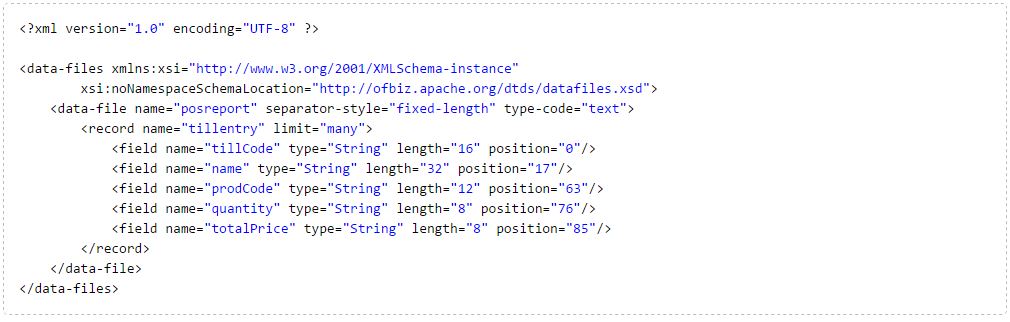 <?xml version="1.0" encoding="UTF-8" ?>
<data-files xmlns:xsi="http://www.w3.org/2001/XMLSchema-instance"
xsi:noNamespaceSchemaLocation="http://ofbiz.apache.org/dtds/datafiles.xsd">
<data-file name="posreport" separator-style="fixed-length" type-code="text">
<record name="tillentry" limit="many">
<field name="tillCode" type="String" length="16" position="0"/>
<field name="name" type="String" length="32" position="17"/>
<field name="prodCode" type="String" length="12" position="63"/>
<field name="quantity" type="String" length="8" position="76"/>
<field name="totalPrice" type="String" length="8" position="85"/>
</record>
</data-file>
</data-files>